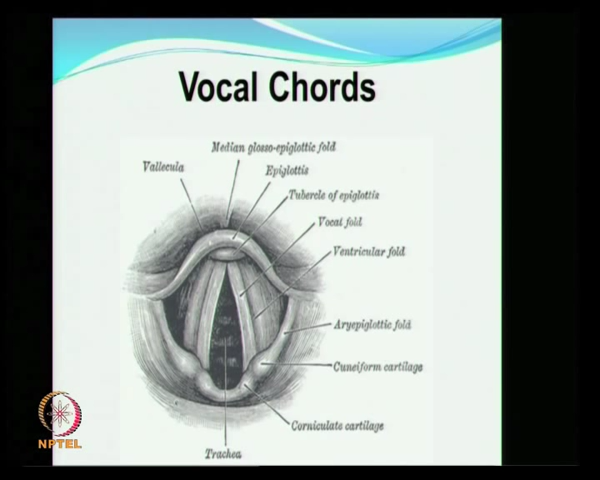 Vocal Chords
Median glosso-epiglottic fold
Vallecula
Epiglottis
Tubercle of epiglottis
Vocal fold
Ventricular fold
Aryepiglottic fold
Cuneiform cartilage
Corniculate cartilage
Trachea
NPTEL